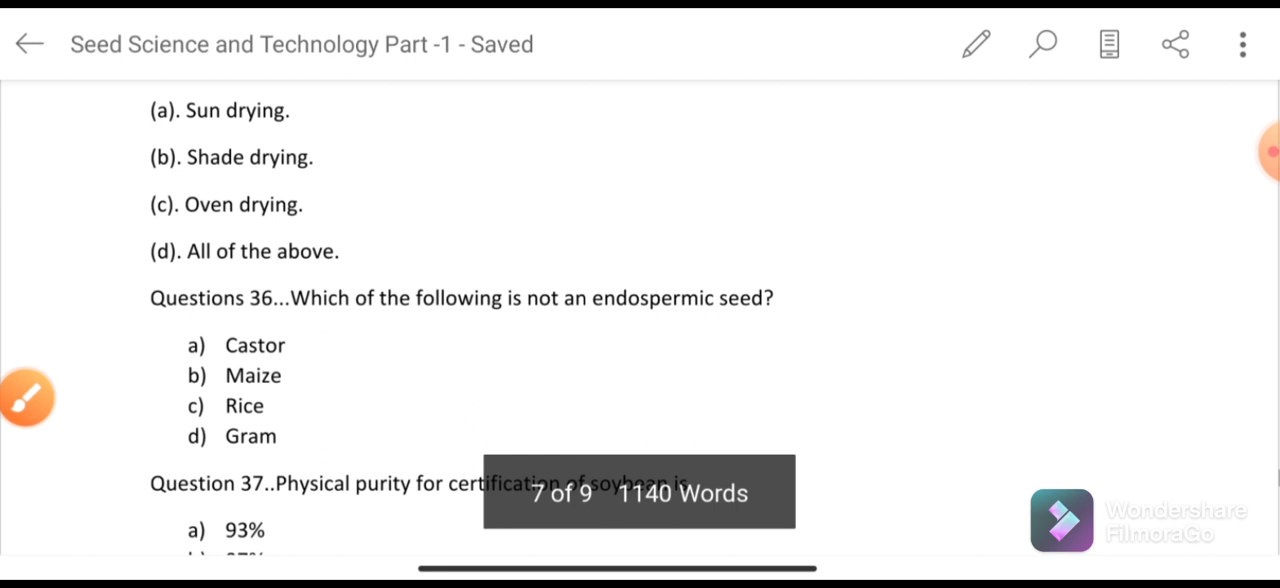 Seed Science and Technology Part -1 - Saved
(a). Sun drying.
(b). Shade drying.
(c). Oven drying.
(d). All of the above.
Questions 36...Which of the following is not an endospermic seed?
a) Castor
b) Maize
c) Rice
d) Gram
Question 37..Physical purity for certification of soybean is
7 of 9 1140 Words
a) 93%
Wondershare
FilmoraGo